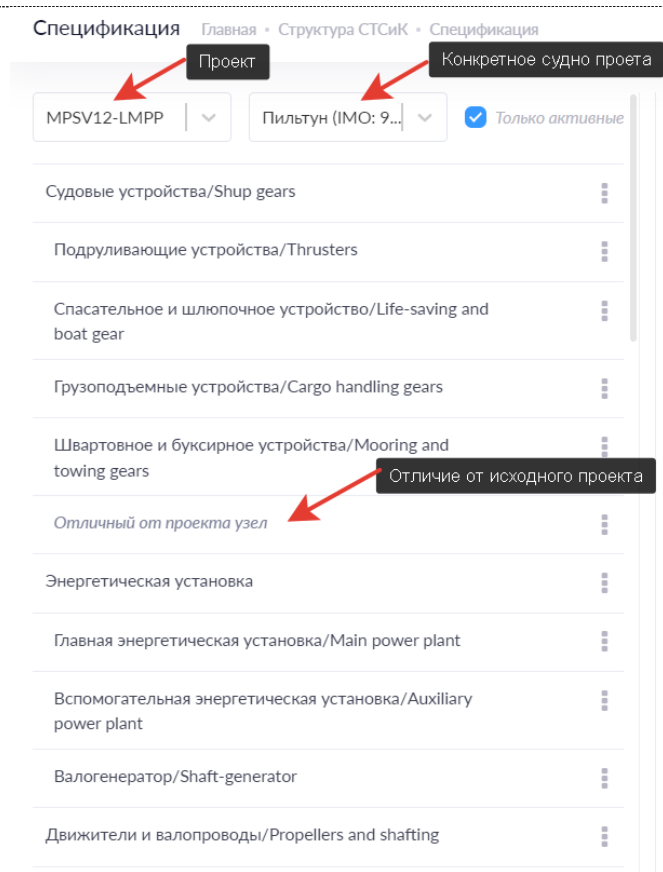 Спецификация Главная • Структура СТСиК • Спецификация
Проект
Конкретное судно проета
MPSV12-LMPP
Пильтун (IMO: 9...
Только активные
Судовые устройства/Shup gears
Подруливающие устройства/Thrusters
Спасательное и шлюпочное устройство/Life-saving and
boat gear
Грузоподъемные устройства/Cargo handling gears
Швартовное и буксирное устройства/Mooring and
towing gears
Отличие от исходного проекта
Отличный от проекта узел
Энергетическая установка
Главная энергетическая установка/Main power plant
Вспомогательная энергетическая установка/Auxiliary
power plant
Валогенератор/Shaft-generator
Движители и валопроводы/Propellers and shafting